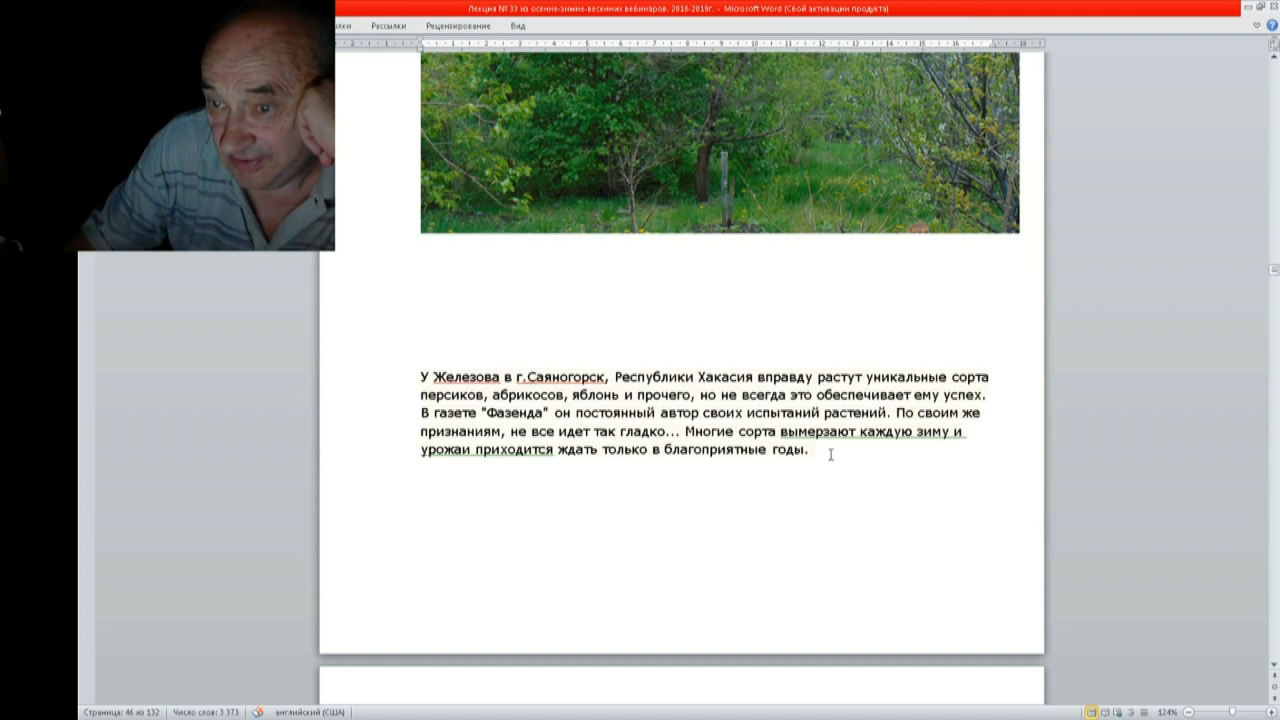 Лекция № 33 из осенне-зимне-весенних вебинаров. 2018-2019г. - Microsoft Word (Сбой активации продукта)
Рассылки Рецензирование Вид
У Железова в г.Саяногорск, Республики Хакасия вправду растут уникальные сорта
персиков, абрикосов, яблонь и прочего, но не всегда это обеспечивает ему успех.
В газете "Фазенда" он постоянный автор своих испытаний растений. По своим же
признаниям, не все идет так гладко... Многие сорта вымерзают каждую зиму и
урожаи приходится ждать только в благоприятные годы.
Страница: 46 из 132 Число слов: 3 373 английский (США) 124%